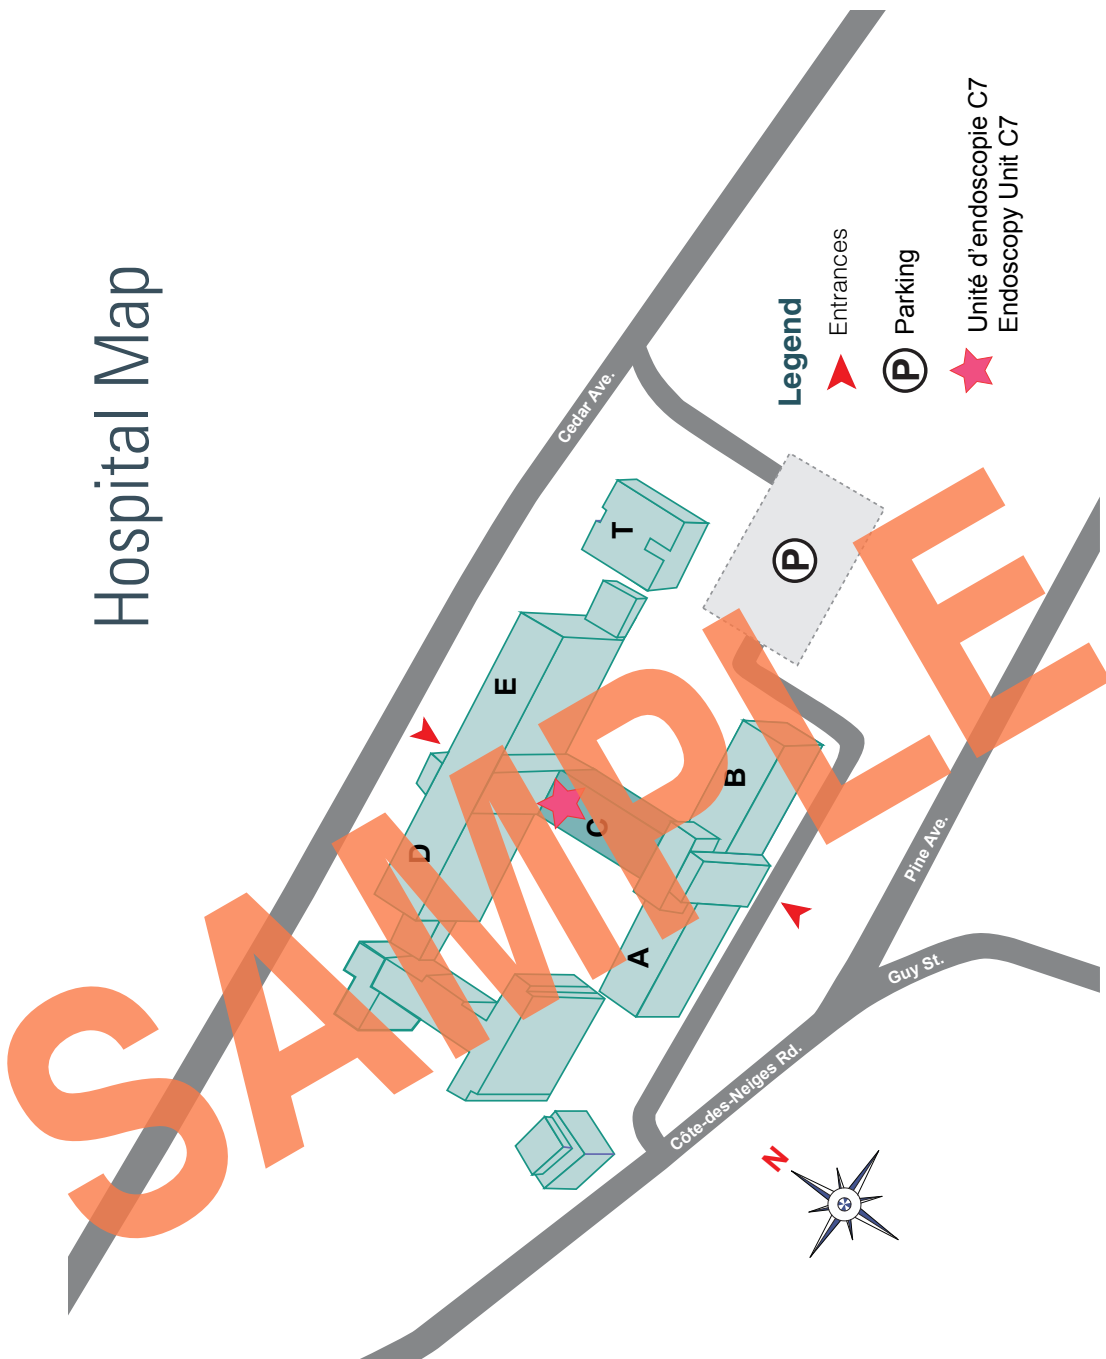 Hospital Map
Cedar Ave.
T
E
D
C
B
A
P
Pine Ave.
Guy St.
Côte-des-Neiges Rd.
N
Legend
Entrances
P Parking
Unité d'endoscopie C7
Endoscopy Unit C7
SAMPLE